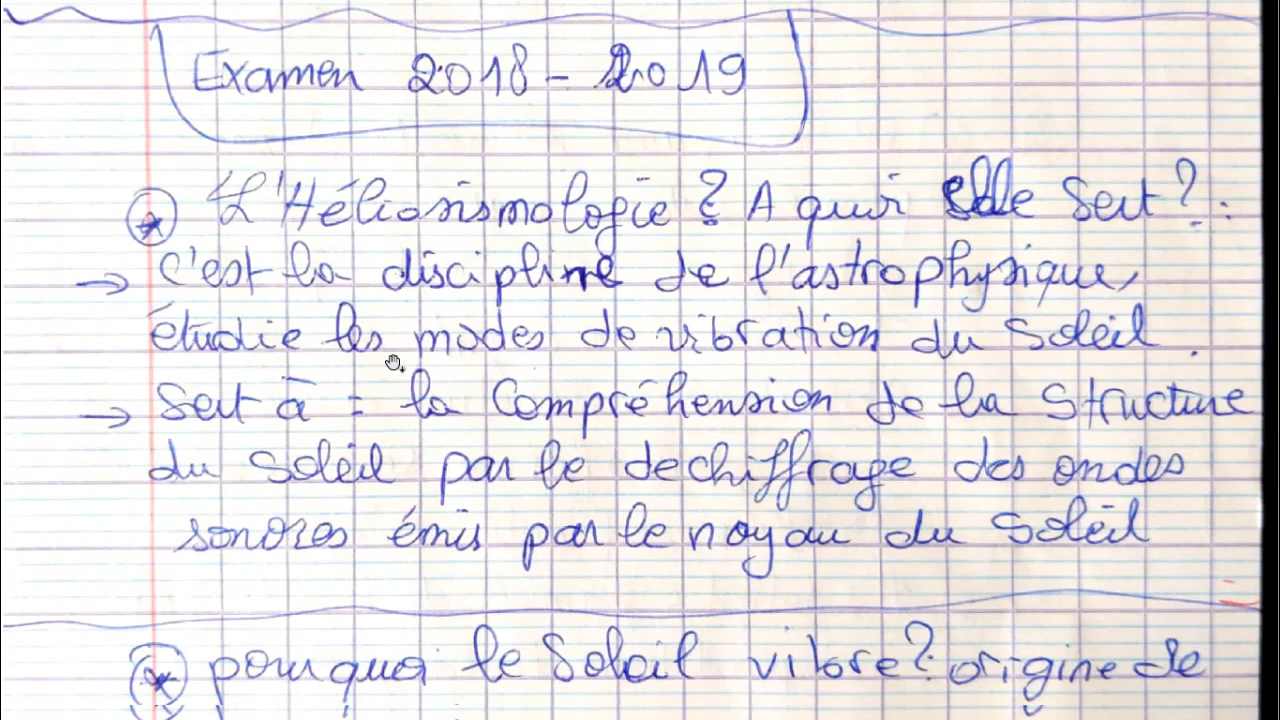 Examen 2018 - 2019
L'Héliosismologie ? A quoi elle sert ? :
→ C'est la discipline de l'astrophysique,
étudie les modes de vibration du Soleil.
→ Sert à : la Compréhension de la structure
du Soleil par le dechiffrage des ondes
sonores émis par le noyau du Soleil
pourquoi le Soleil vibre ? origine de